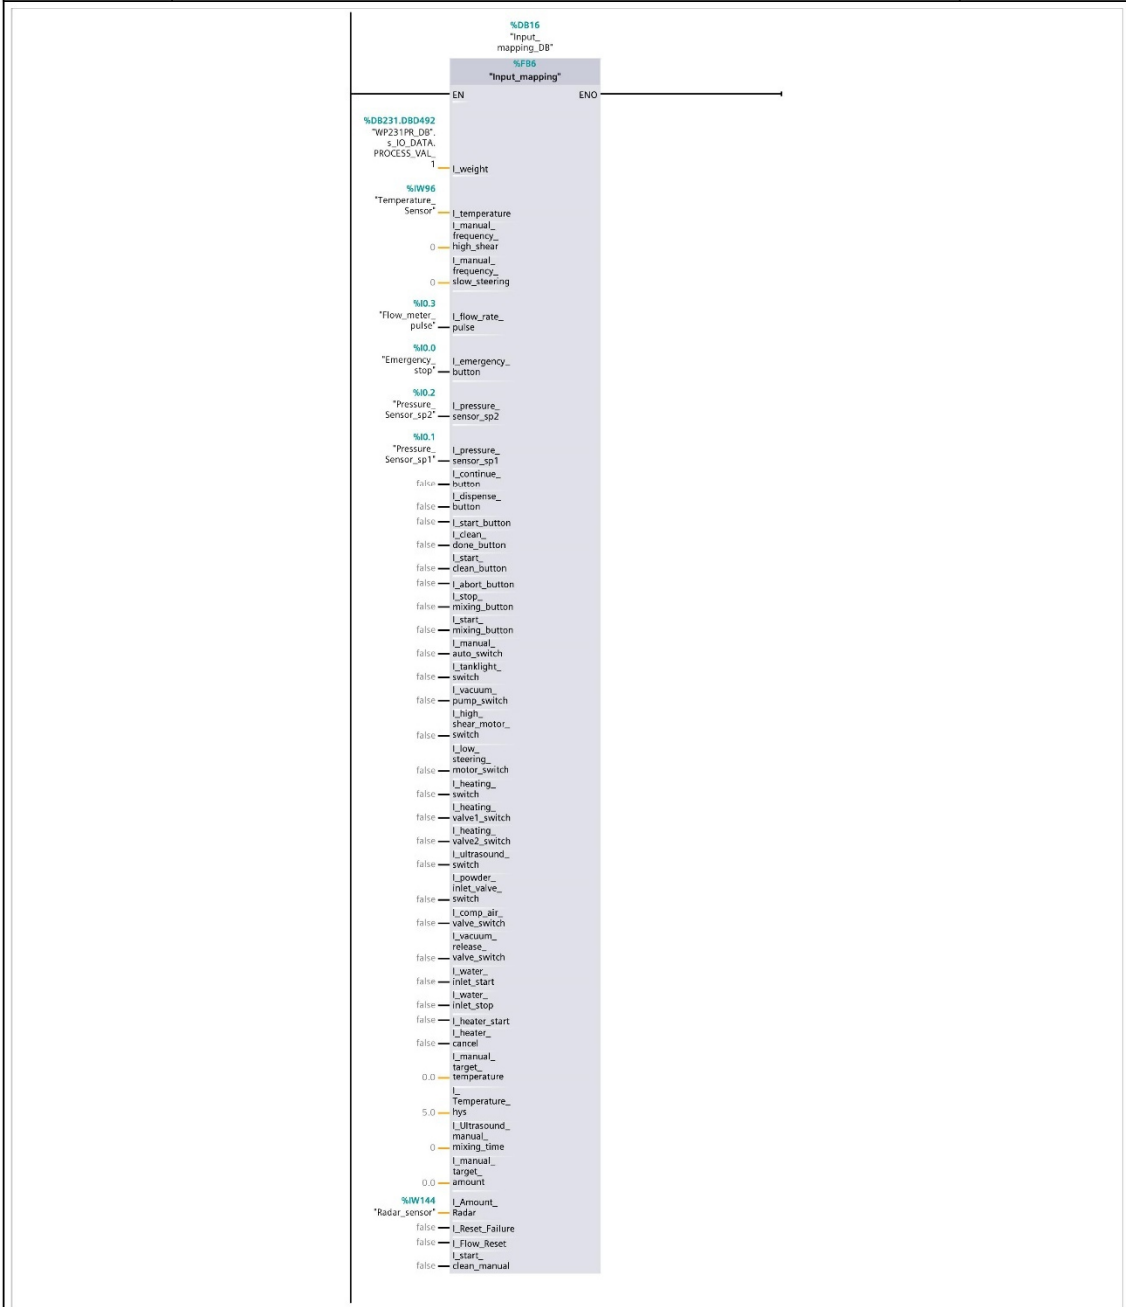 %DB16
"Input_
mapping_DB"
%FB6
"Input_mapping"
EN ENO
%DB231.DBD492
"WP231PR_DB".
s_IO_DATA.
PROCESS_VAL_
1
I_weight
%IW96
"Temperature_
Sensor"
I_temperature
I_manual_
frequency_
0 high_shear
I_manual_
frequency_
0 slow_steering
%I0.3
"Flow_meter_
pulse"
I_flow_rate_
pulse
%I0.0
"Emergency_
stop"
I_emergency_
button
%I0.2
"Pressure_
Sensor_sp2"
I_pressure_
sensor_sp2
%I0.1
"Pressure_
Sensor_sp1"
I_pressure_
sensor_sp1
I_continue_
false button
I_dispense_
false button
false I_start_button
I_clean_
false done_button
I_start_
false clean_button
false I_abort_button
I_stop_
false mixing_button
I_start_
false mixing_button
I_manual_
false auto_switch
I_tanklight_
false switch
I_vacuum_
false pump_switch
I_high_
shear_motor_
false switch
I_low_
steering_
false motor_switch
I_heating_
false switch
I_heating_
false valve1_switch
I_heating_
false valve2_switch
I_ultrasound_
false switch
I_powder_
inlet_valve_
false switch
I_comp_air_
false valve_switch
I_vacuum_
release_
false valve_switch
I_water_
false inlet_start
I_water_
false inlet_stop
false I_heater_start
I_heater_
false cancel
I_manual_
target_
0.0 temperature
I_
Temperature_
5.0 hys
I_Ultrasound_
manual_
0 mixing_time
I_manual_
target_
0.0 amount
%IW144
"Radar_sensor"
I_Amount_
Radar
false I_Reset_Failure
false I_Flow_Reset
I_start_
false clean_manual